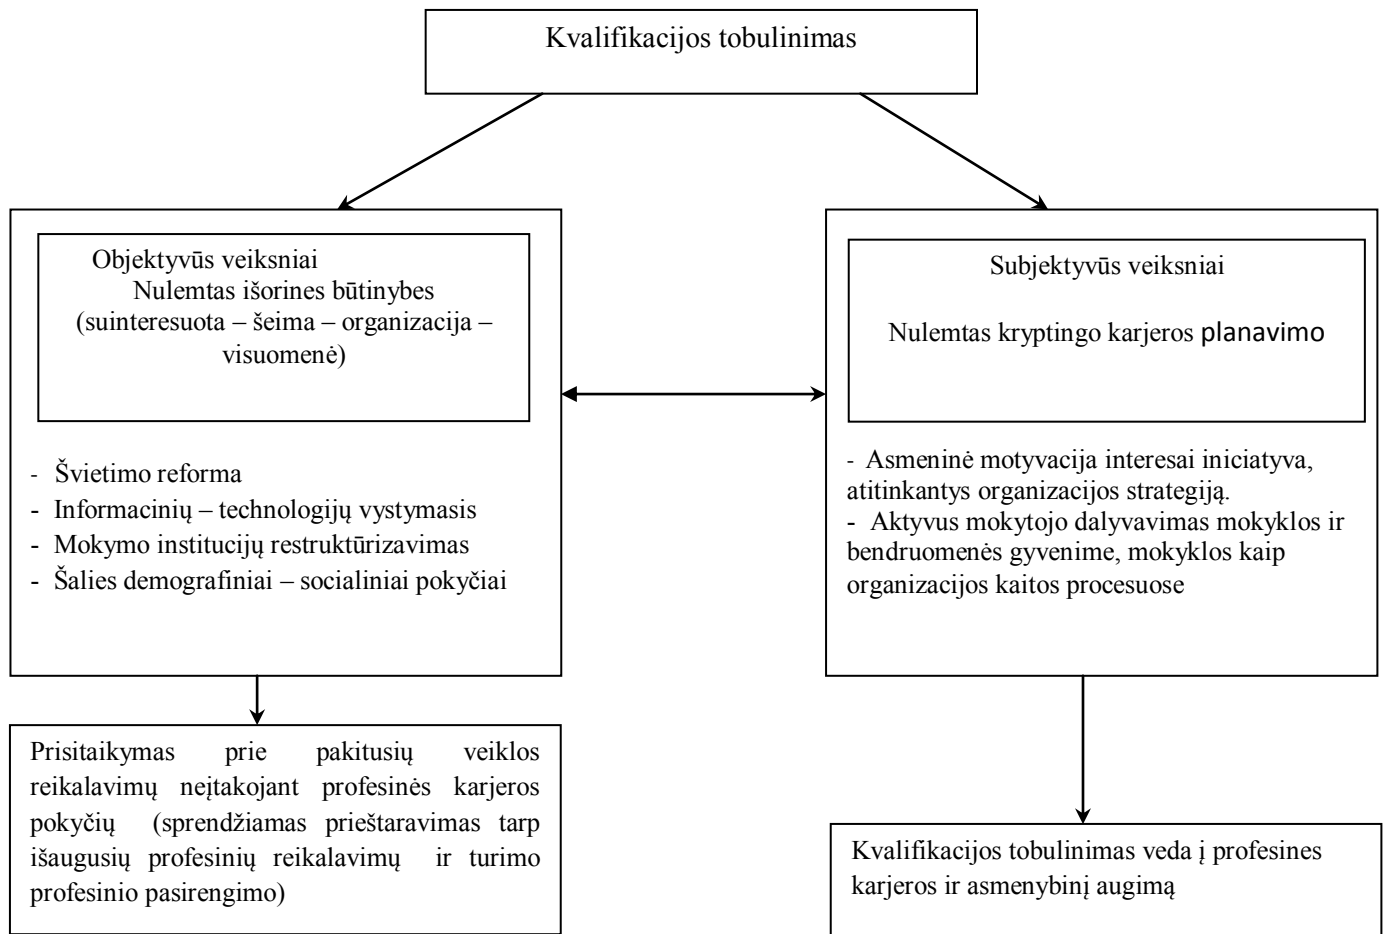 Kvalifikacijos tobulinimas
Objektyvūs veiksniai
Nulemtas išorines būtinybes
(suinteresuota – šeima – organizacija –
visuomenė)
- Švietimo reforma
- Informacinių – technologijų vystymasis
- Mokymo institucijų restruktūrizavimas
- Šalies demografiniai – socialiniai pokyčiai
Subjektyvūs veiksniai
Nulemtas kryptingo karjeros planavimo
- Asmeninė motyvacija interesai iniciatyva,
atitinkantys organizacijos strategiją.
- Aktyvus mokytojo dalyvavimas mokyklos ir
bendruomenės gyvenime, mokyklos kaip
organizacijos kaitos procesuose
Prisitaikymas prie pakitusių veiklos
reikalavimų neįtakojant profesinės karjeros
pokyčių (sprendžiamas prieštaravimas tarp
išaugusių profesinių reikalavimų ir turimo
profesinio pasirengimo)
Kvalifikacijos tobulinimas veda į profesines
karjeros ir asmenybinį augimą